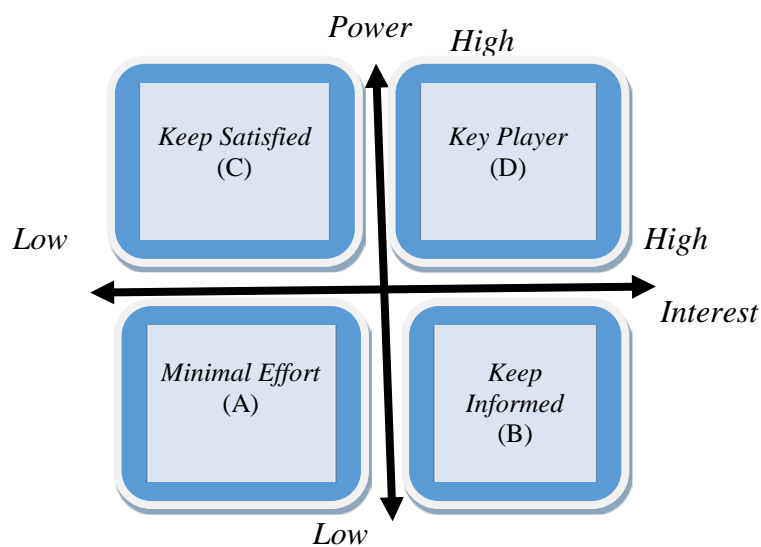 Power
High
Keep Satisfied
(C)
Key Player
(D)
Low
High
Interest
Minimal Effort
(A)
Keep
Informed
(B)
Low